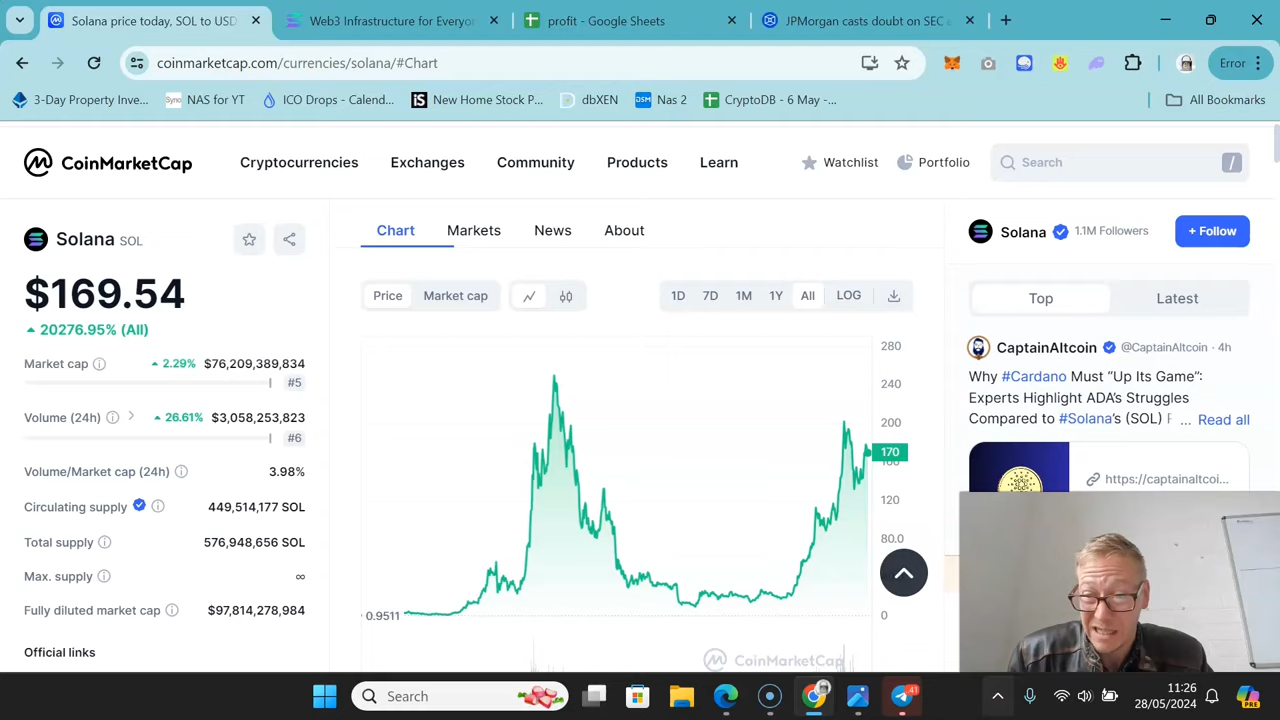 Solana price today, SOL to USD
Web3 Infrastructure for Everyon
profit - Google Sheets
JPMorgan casts doubt on SEC
coinmarketcap.com/currencies/solana/#Chart
Error
3-Day Property Inve...
Syno
NAS for YT
ICO Drops - Calend...
iS
New Home Stock P...
dbXEN
DSM
Nas 2
CryptoDB - 6 May -...
All Bookmarks
CoinMarketCap
Cryptocurrencies
Exchanges
Community
Products
Learn
Watchlist
Portfolio
Search
/
Solana SOL
Chart
Markets
News
About
Solana
1.1M Followers
+ Follow
$169.54
20276.95% (All)
Price
Market cap
1D
7D
1M
1Y
All
LOG
Top
Latest
Market cap
2.29% $76,209,389,834
#5
Volume (24h)
26.61% $3,058,253,823
#6
Volume/Market cap (24h)
3.98%
Circulating supply
449,514,177 SOL
Total supply
576,948,656 SOL
Max. supply
∞
Fully diluted market cap
$97,814,278,984
Official links
280
240
200
170
160
120
80.0
0
0.9511
CoinMarketCap
CaptainAltcoin @CaptainAltcoin · 4h
Why #Cardano Must “Up Its Game”:
Experts Highlight ADA’s Struggles
Compared to #Solana’s (SOL) ... Read all
https://captainaltcoi...
Search
41
11:26
28/05/2024
PRE